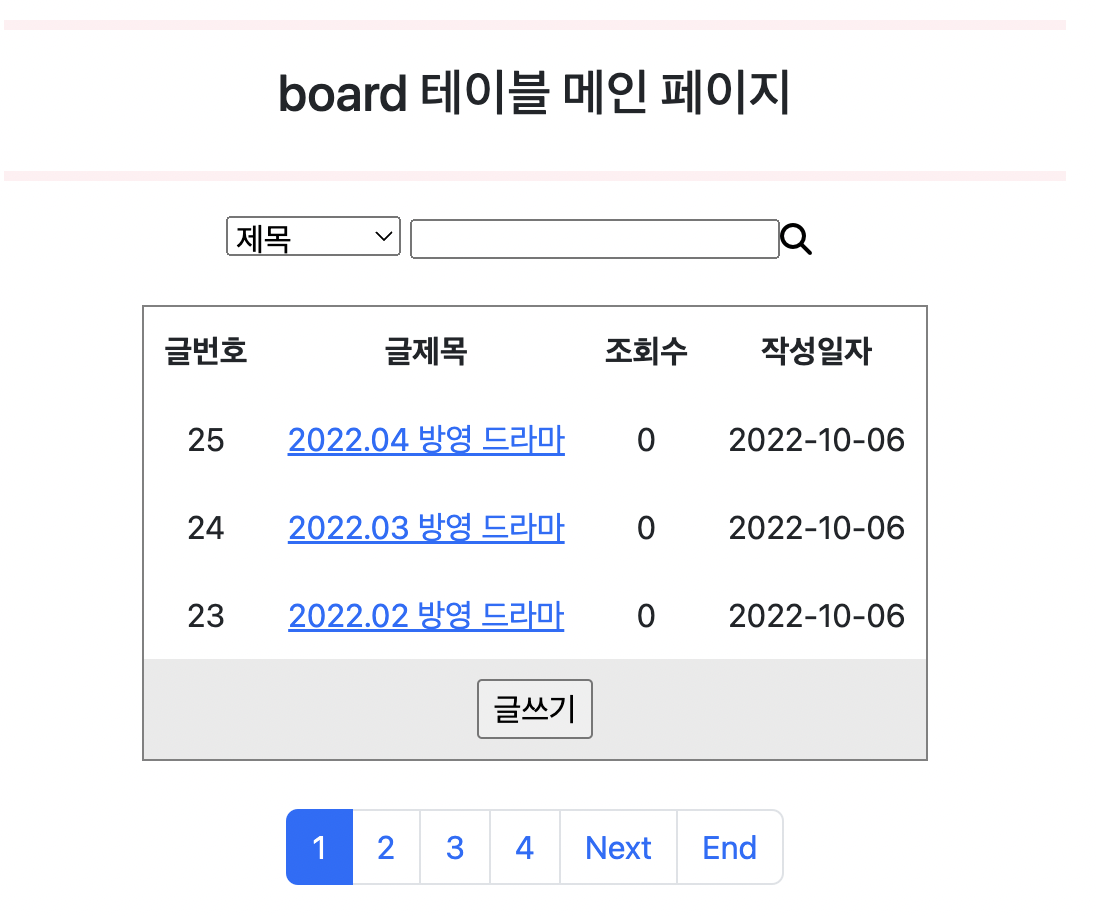 board 테이블 메인 페이지
제목
글번호 글제목 조회수 작성일자
25 2022.04 방영 드라마 0 2022-10-06
24 2022.03 방영 드라마 0 2022-10-06
23 2022.02 방영 드라마 0 2022-10-06
글쓰기
1 2 3 4 Next End